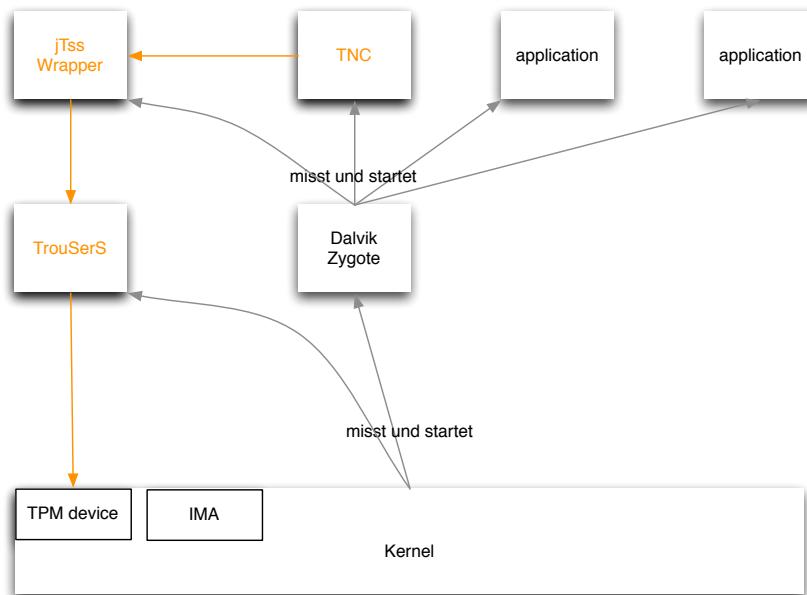 jTss
Wrapper
TNC
application
application
misst und startet
TrouSerS
Dalvik
Zygote
misst und startet
TPM device
IMA
Kernel